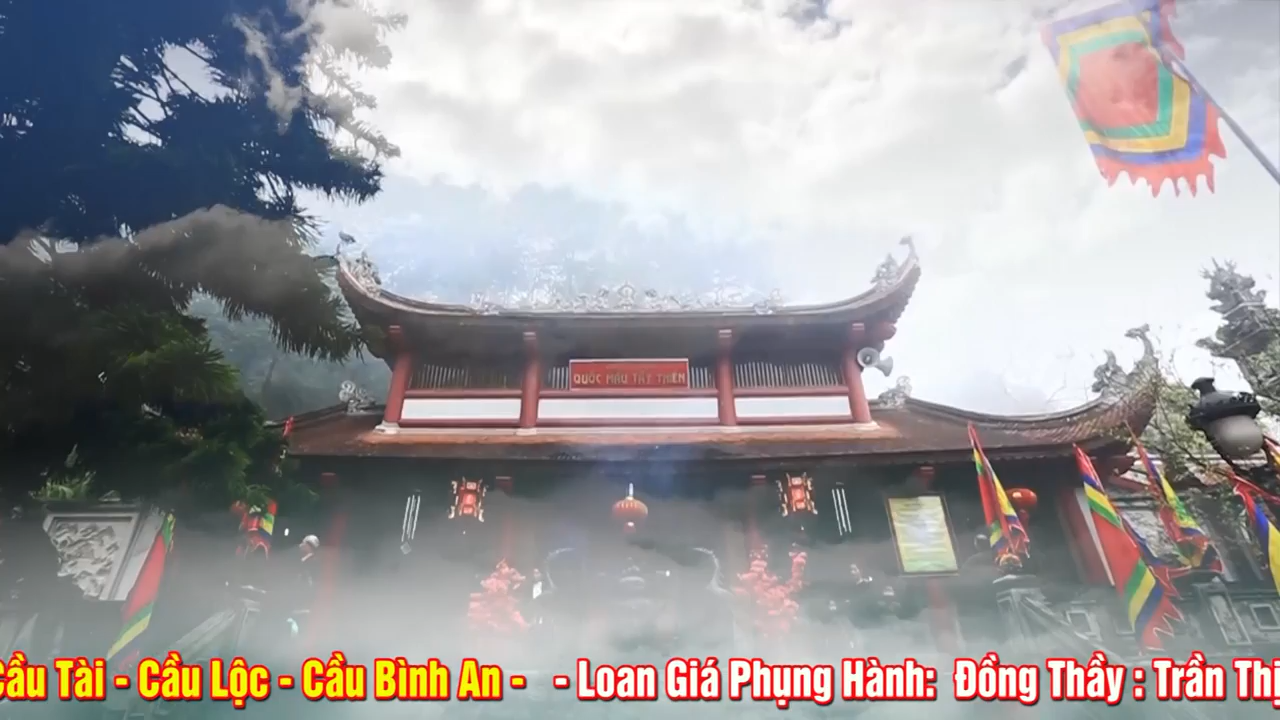 QUỐC MẪU TÂY THIÊN
Cầu Tài - Cầu Lộc - Cầu Bình An - - Loan Giá Phụng Hành: Đồng Thầy : Trần Thị